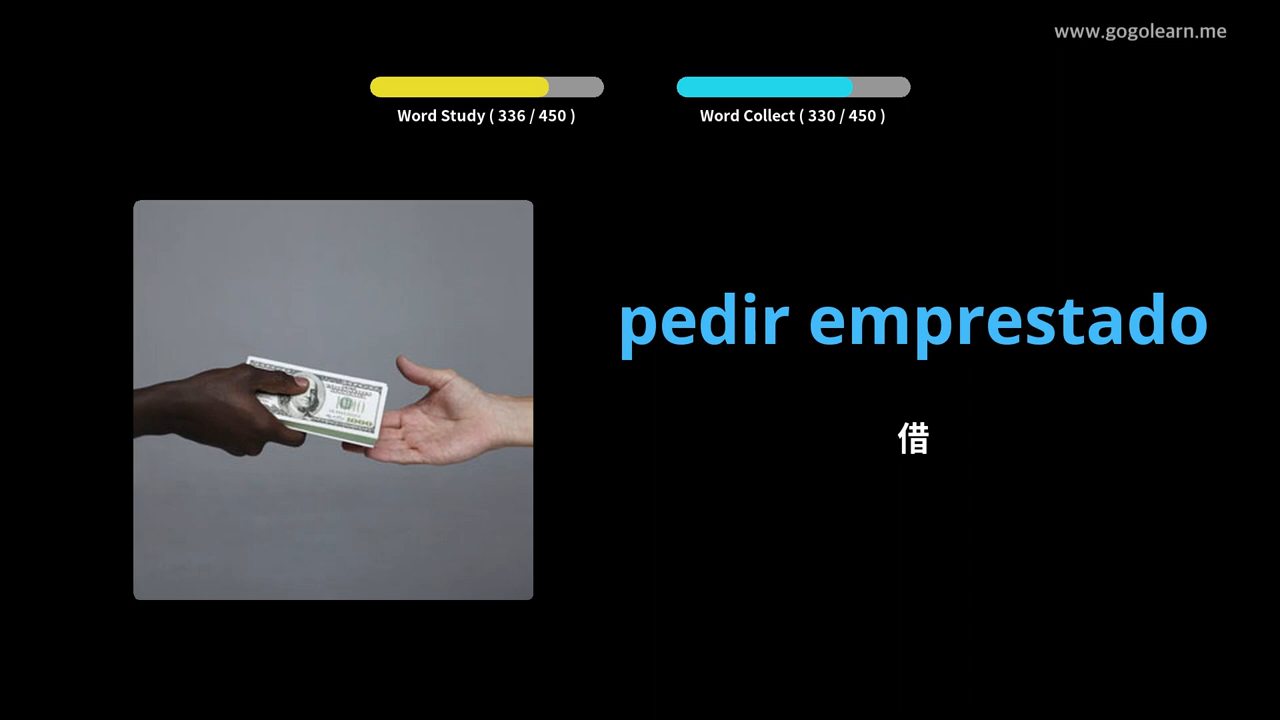 www.gogolearn.me
Word Study ( 336 / 450 )
Word Collect ( 330 / 450 )
pedir emprestado
借